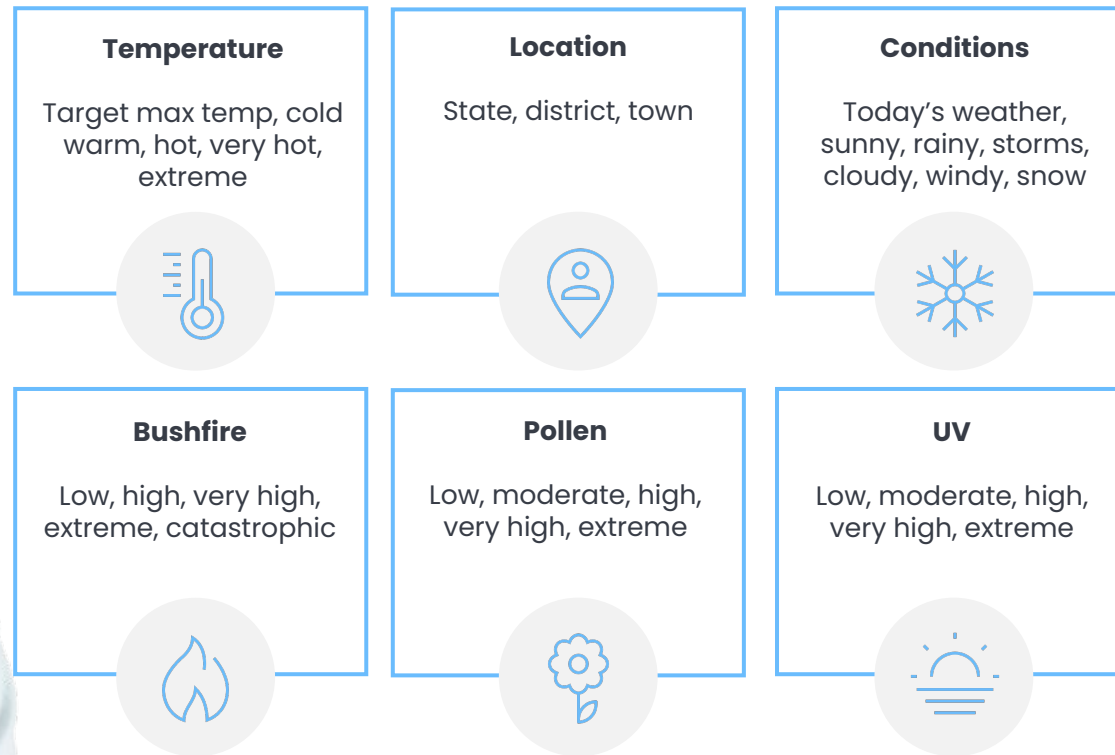 Temperature
Target max temp, cold
warm, hot, very hot,
extreme
Location
State, district, town
Conditions
Today’s weather,
sunny, rainy, storms,
cloudy, windy, snow
Bushfire
Low, high, very high,
extreme, catastrophic
Pollen
Low, moderate, high,
very high, extreme
UV
Low, moderate, high,
very high, extreme